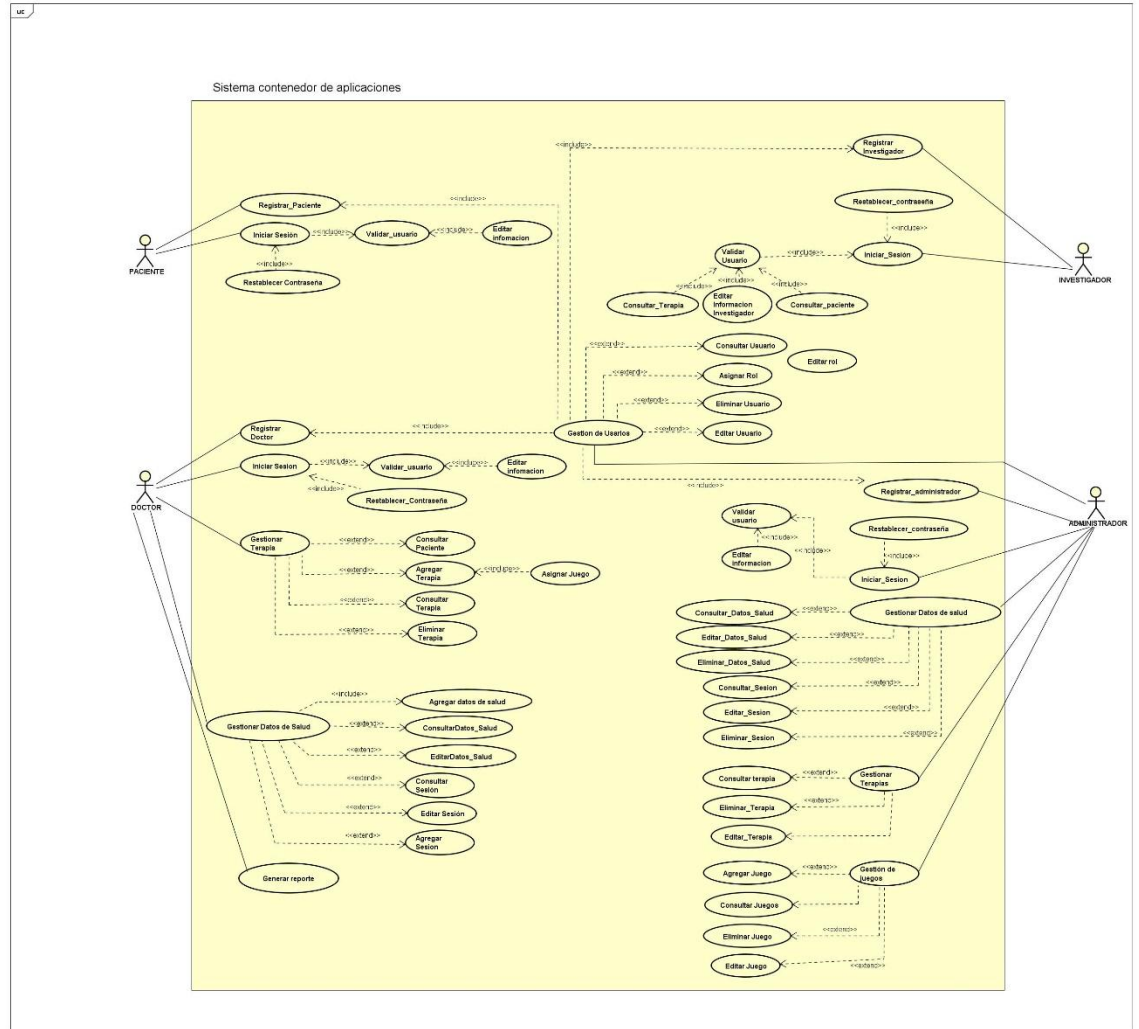 uc
Sistema contenedor de aplicaciones
Registrar
Investigador
<<include>>
Restablecer_contraseña
<<include>>
Registrar_Paciente
<<include>>
Iniciar Sesión
<<include>>
Validar_usuario
<<include>>
Editar
infomacion
<<include>>
Restablecer Contraseña
PACIENTE
Validar
Usuario
<<include>>
Iniciar_Sesión
INVESTIGADOR
<<include>>
<<include>>
<<include>>
Consultar_Terapia
Editar
Informacion
Investigador
Consultar_paciente
<<extend>>
Consultar Usuario
Editar rol
<<extend>>
Asignar Rol
<<extend>>
Eliminar Usuario
Registrar
Doctor
<<include>>
Gestion de Usarios
<<extend>>
Editar Usuario
Iniciar Sesion
<<include>>
Validar_usuario
<<include>>
Editar
infomacion
<<include>>
Restablecer_Contraseña
DOCTOR
<<include>>
Registrar_administrador
ADMINISTRADOR
Validar
usuario
Restablecer_contraseña
<<include>>
<<include>>
<<include>>
Editar
informacion
Iniciar_Sesion
Gestionar
Terapia
<<extend>>
Consultar
Paciente
<<extend>>
Agregar
Terapia
<<include>>
Asignar Juego
<<extend>>
Consultar
Terapia
<<extend>>
Eliminar
Terapia
Consultar_Datos_Salud
<<extend>>
Gestionar Datos de salud
Editar_Datos_Salud
<<extend>>
Eliminar_Datos_Salud
<<extend>>
Consultar_Sesion
<<extend>>
Editar_Sesion
<<extend>>
Eliminar_Sesion
<<extend>>
Gestionar Datos de Salud
<<include>>
Agregar datos de salud
<<extend>>
ConsultarDatos_Salud
<<extend>>
EditarDatos_Salud
<<extend>>
Consultar
Sesión
<<extend>>
Editar Sesión
<<extend>>
Agregar
Sesion
Generar reporte
Consultar terapia
<<extend>>
Gestionar
Terapias
Eliminar_Terapia
<<extend>>
Editar_Terapia
Agregar Juego
<<extend>>
Gestión de
juegos
Consultar Juegos
Eliminar Juego
<<extend>>
Editar Juego
<<extend>>